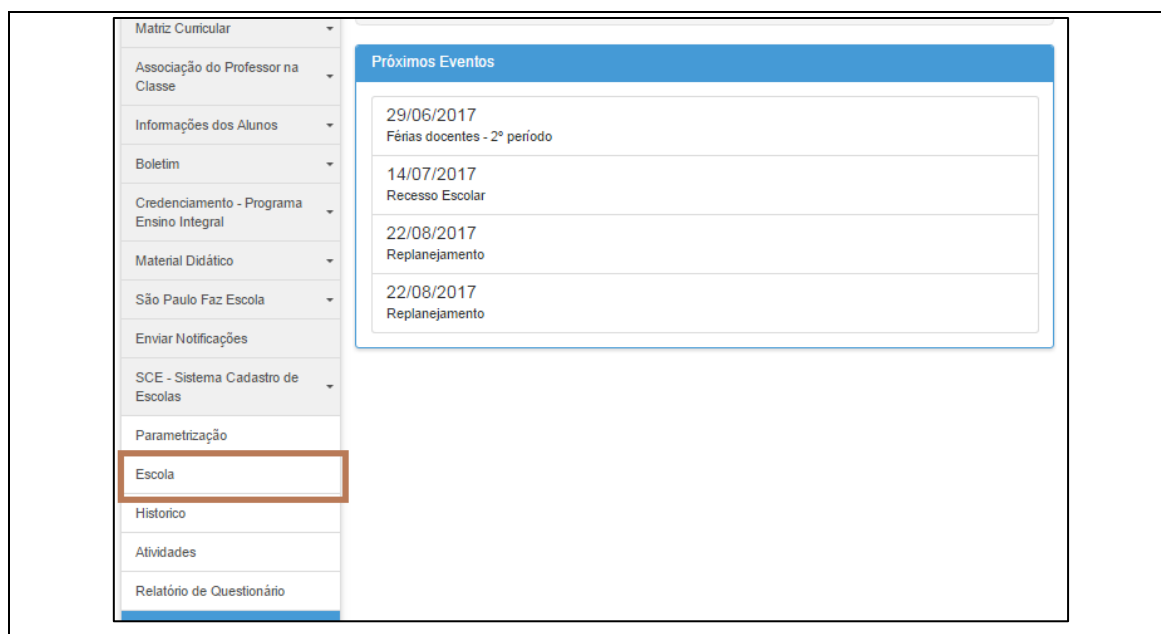 Matriz Curricular
Associação do Professor na
Classe
Informações dos Alunos
Boletim
Credenciamento - Programa
Ensino Integral
Material Didático
São Paulo Faz Escola
Enviar Notificações
SCE - Sistema Cadastro de
Escolas
Parametrização
Escola
Historico
Atividades
Relatório de Questionário
Próximos Eventos
29/06/2017
Férias docentes - 2º período
14/07/2017
Recesso Escolar
22/08/2017
Replanejamento
22/08/2017
Replanejamento